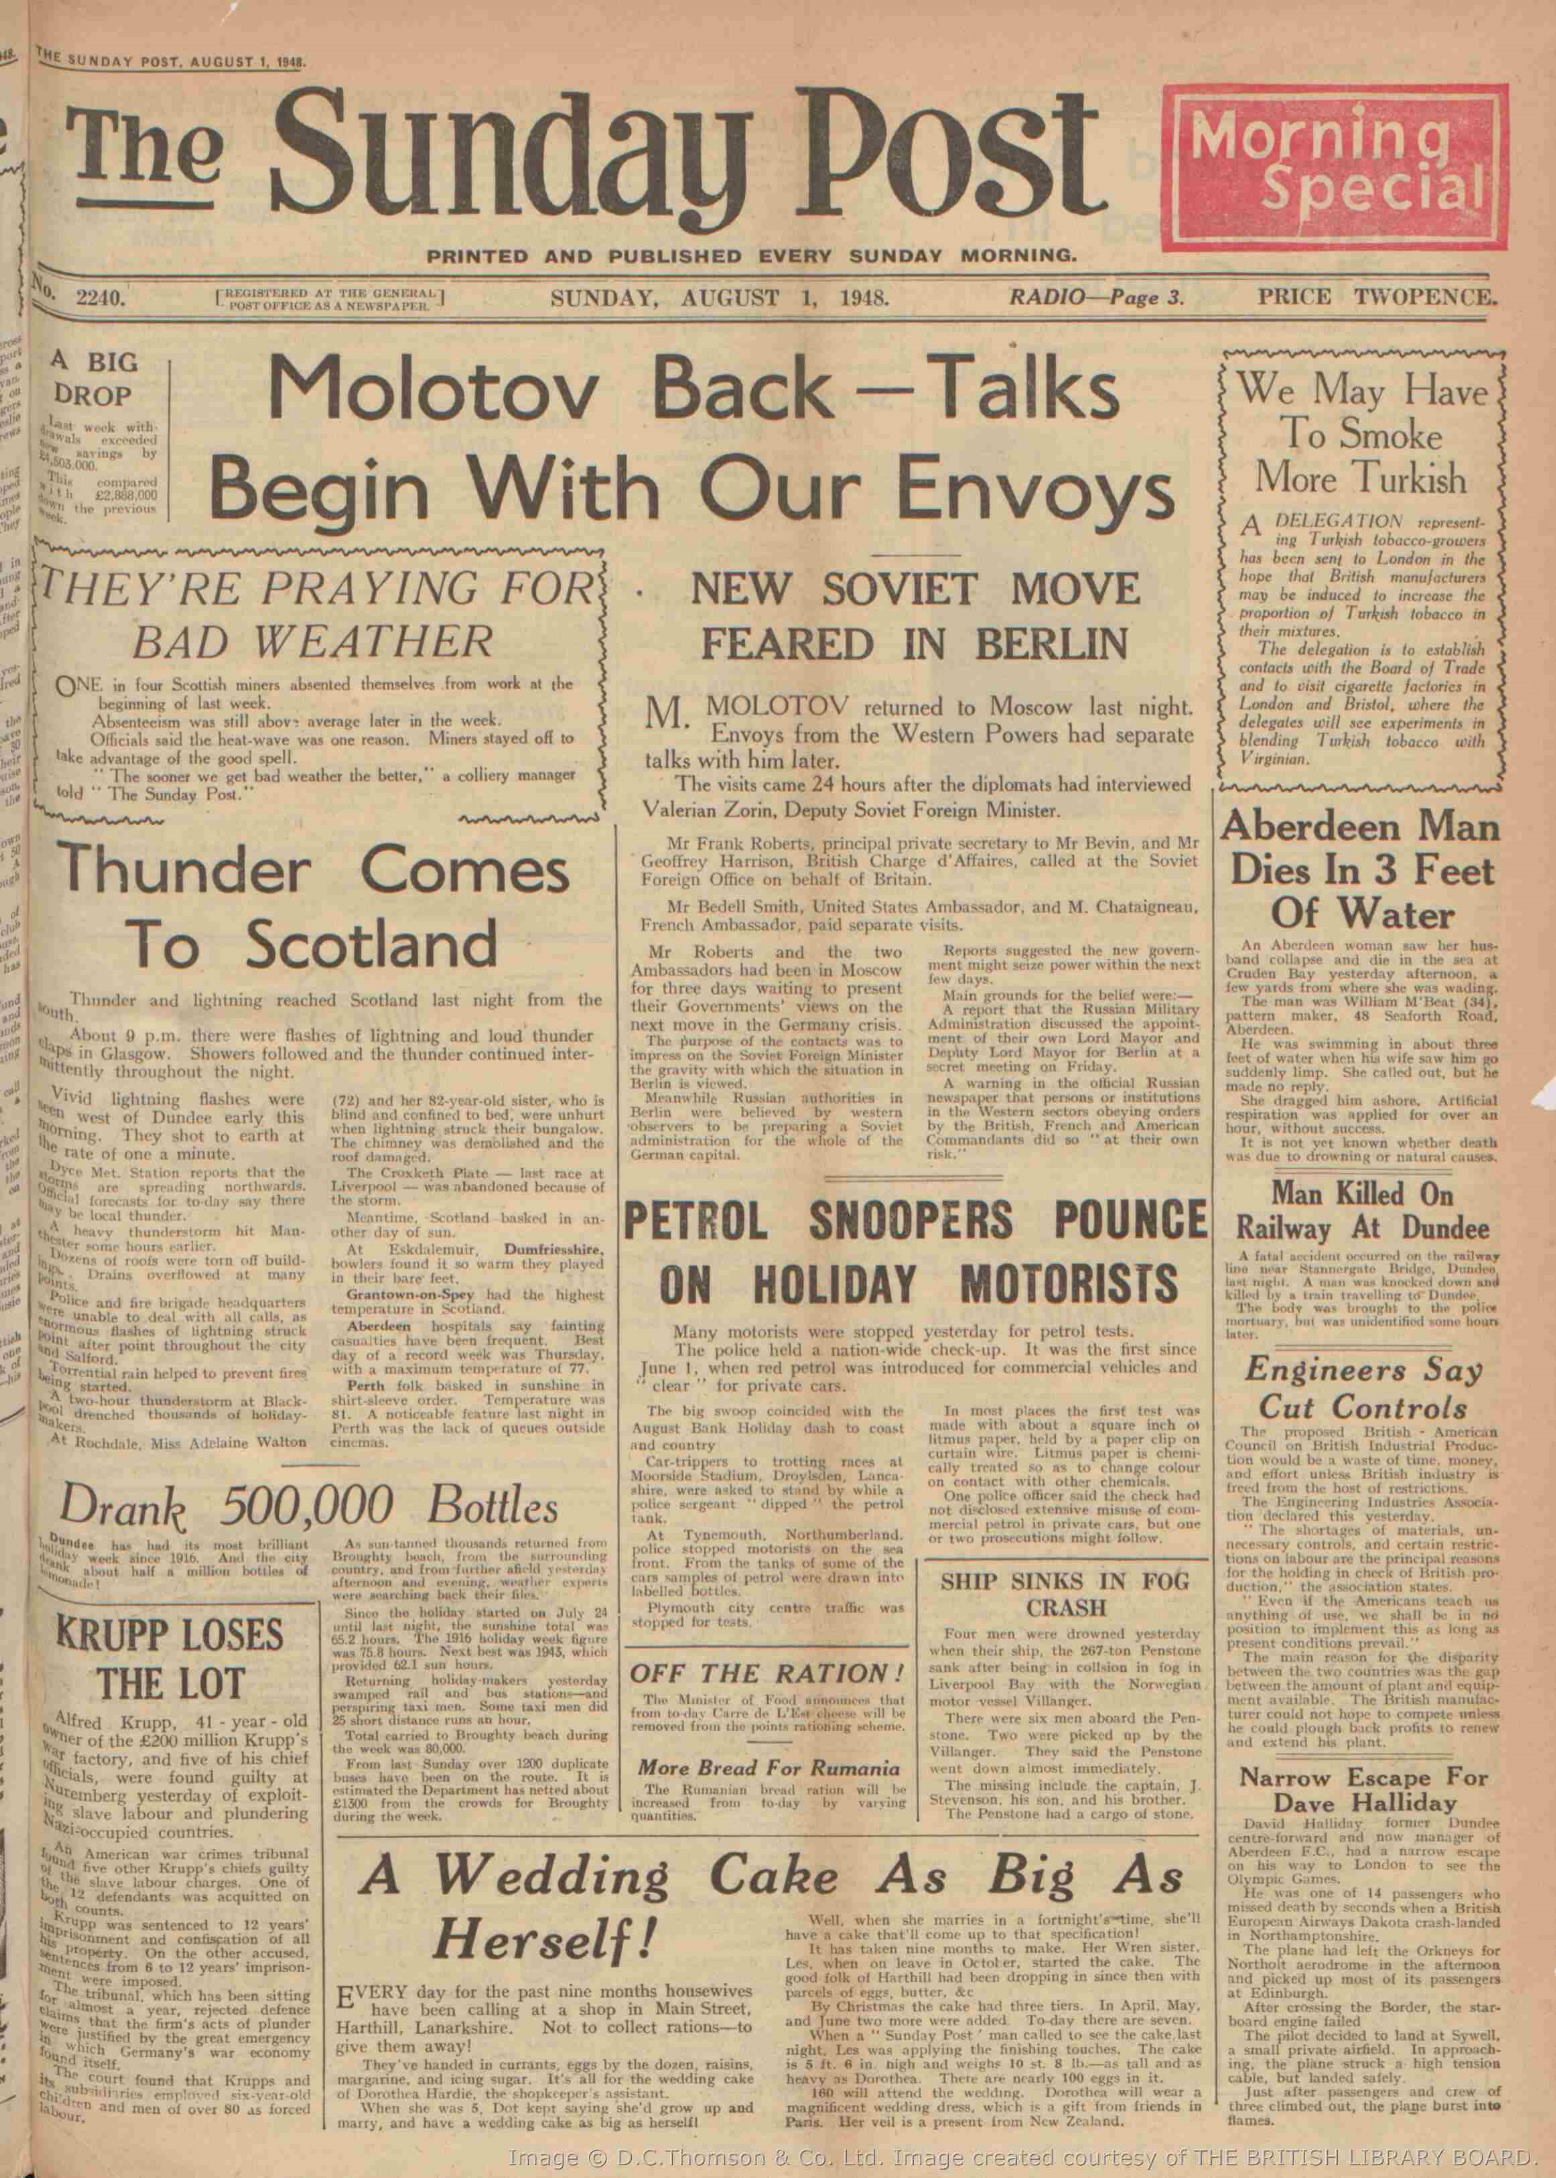 THE SUNDAY POST, AUGUST 1, 1948.
The Sunday Post
Morning
Special
PRINTED AND PUBLISHED EVERY SUNDAY MORNING.
No. 2240.
[REGISTERED AT THE GENERAL]
POST OFFICE AS A NEWSPAPER.
SUNDAY, AUGUST 1, 1948.
RADIO—Page 3.
PRICE TWOPENCE.
A BIG
DROP
Last week with-
drawals exceeded
new savings by
£4,503,000.
This compared
with £2,888,000
down the previous
week.
Molotov Back — Talks
Begin With Our Envoys
THEY'RE PRAYING FOR
BAD WEATHER
ONE in four Scottish miners absented themselves from work at the
beginning of last week.
Absenteeism was still above average later in the week.
Officials said the heat-wave was one reason. Miners stayed off to
take advantage of the good spell.
"The sooner we get bad weather the better," a colliery manager
told "The Sunday Post."
Thunder Comes
To Scotland
Thunder and lightning reached Scotland last night from the
south.
About 9 p.m. there were flashes of lightning and loud thunder
claps in Glasgow. Showers followed and the thunder continued inter-
mittently throughout the night.
Vivid lightning flashes were
seen west of Dundee early this
morning. They shot to earth at
the rate of one a minute.
Dyce Met. Station reports that the
storms are spreading northwards.
Official forecasts for to-day say there
may be local thunder.
A heavy thunderstorm hit Man-
chester some hours earlier.
Dozens of roofs were torn off build-
ings. Drains overflowed at many
points.
Police and fire brigade headquarters
were unable to deal with all calls, as
enormous flashes of lightning struck
point after point throughout the city
and Salford.
Torrential rain helped to prevent fires
being started.
A two-hour thunderstorm at Black-
pool drenched thousands of holiday-
makers.
At Rochdale, Miss Adelaine Walton
(72) and her 82-year-old sister, who is
blind and confined to bed, were unhurt
when lightning struck their bungalow.
The chimney was demolished and the
roof damaged.
The Croxketh Plate — last race at
Liverpool — was abandoned because of
the storm.
Meantime, Scotland basked in an-
other day of sun.
At Eskdalemuir, Dumfriesshire,
bowlers found it so warm they played
in their bare feet.
Grantown-on-Spey had the highest
temperature in Scotland.
Aberdeen hospitals say fainting
casualties have been frequent. Best
day of a record week was Thursday,
with a maximum temperature of 77.
Perth folk basked in sunshine in
shirt-sleeve order. Temperature was
81. A noticeable feature last night in
Perth was the lack of queues outside
cinemas.
Drank 500,000 Bottles
Dundee has had its most brilliant
holiday week since 1916. And the city
drank about half a million bottles of
lemonade!
As sun-tanned thousands returned from
Broughty beach, from the surrounding
country, and from further afield yesterday
afternoon and evening, weather experts
were searching back their files.
Since the holiday started on July 24
until last night, the sunshine total was
65.2 hours. The 1916 holiday week figure
was 75.8 hours. Next best was 1943, which
provided 62.1 sun hours.
Returning holiday-makers yesterday
swamped rail and bus stations—and
perspiring taxi men. Some taxi men did
25 short distance runs an hour.
Total carried to Broughty beach during
the week was 80,000.
From last Sunday over 1200 duplicate
buses have been on the route. It is
estimated the Department has netted about
£1300 from the crowds for Broughty
during the week.
KRUPP LOSES
THE LOT
Alfred Krupp, 41-year-old
owner of the £200 million Krupp's
war factory, and five of his chief
officials, were found guilty at
Nuremberg yesterday of exploit-
ing slave labour and plundering
Nazi-occupied countries.
An American war crimes tribunal
found five other Krupp's chiefs guilty
of the slave labour charges. One of
the 12 defendants was acquitted on
both counts.
Krupp was sentenced to 12 years'
imprisonment and confiscation of all
his property. On the other accused,
sentences from 6 to 12 years' imprison-
ment were imposed.
The tribunal, which has been sitting
for almost a year, rejected defence
claims that the firm's acts of plunder
were justified by the great emergency
in which Germany's war economy
found itself.
The court found that Krupps and
its subsidiaries employed six-year-old
children and men of over 80 as forced
labour.
NEW SOVIET MOVE
FEARED IN BERLIN
M. MOLOTOV returned to Moscow last night.
Envoys from the Western Powers had separate
talks with him later.
The visits came 24 hours after the diplomats had interviewed
Valerian Zorin, Deputy Soviet Foreign Minister.
Mr Frank Roberts, principal private secretary to Mr Bevin, and Mr
Geoffrey Harrison, British Charge d'Affaires, called at the Soviet
Foreign Office on behalf of Britain.
Mr Bedell Smith, United States Ambassador, and M. Chataigneau,
French Ambassador, paid separate visits.
Mr Roberts and the two
Ambassadors had been in Moscow
for three days waiting to present
their Governments' views on the
next move in the Germany crisis.
The purpose of the contacts was to
impress on the Soviet Foreign Minister
the gravity with which the situation in
Berlin is viewed.
Meanwhile Russian authorities in
Berlin were believed by western
observers to be preparing a Soviet
administration for the whole of the
German capital.
Reports suggested the new govern-
ment might seize power within the next
few days.
Main grounds for the belief were:—
A report that the Russian Military
Administration discussed the appoint-
ment of their own Lord Mayor and
Deputy Lord Mayor for Berlin at a
secret meeting on Friday.
A warning in the official Russian
newspaper that persons or institutions
in the Western sectors obeying orders
by the British, French and American
Commandants did so "at their own
risk."
PETROL SNOOPERS POUNCE
ON HOLIDAY MOTORISTS
Many motorists were stopped yesterday for petrol tests.
The police held a nation-wide check-up. It was the first since
June 1, when red petrol was introduced for commercial vehicles and
"clear" for private cars.
The big swoop coincided with the
August Bank Holiday dash to coast
and country
Car-trippers to trotting races at
Moorside Stadium, Droylsden, Lanca-
shire, were asked to stand by while a
police sergeant "dipped" the petrol
tank.
At Tynemouth, Northumberland,
police stopped motorists on the sea
front. From the tanks of some of the
cars samples of petrol were drawn into
labelled bottles.
Plymouth city centre traffic was
stopped for tests.
In most places the first test was
made with about a square inch of
litmus paper, held by a paper clip on
curtain wire. Litmus paper is chemi-
cally treated so as to change colour
on contact with other chemicals.
One police officer said the check had
not disclosed extensive misuse of com-
mercial petrol in private cars, but one
or two prosecutions might follow.
OFF THE RATION!
The Minister of Food announces that
from to-day Carre de L'Est cheese will be
removed from the points rationing scheme.
More Bread For Rumania
The Rumanian bread ration will be
increased from to-day by varying
quantities.
SHIP SINKS IN FOG
CRASH
Four men were drowned yesterday
when their ship, the 267-ton Penstone
sank after being in collsion in fog in
Liverpool Bay with the Norwegian
motor vessel Villanger.
There were six men aboard the Pen-
stone. Two were picked up by the
Villanger. They said the Penstone
went down almost immediately.
The missing include the captain, J.
Stevenson, his son, and his brother.
The Penstone had a cargo of stone.
A Wedding Cake As Big As
Herself!
EVERY day for the past nine months housewives
have been calling at a shop in Main Street,
Harthill, Lanarkshire. Not to collect rations—to
give them away!
They've handed in currants, eggs by the dozen, raisins,
margarine, and icing sugar. It's all for the wedding cake
of Dorothea Hardie, the shopkeeper's assistant.
When she was 5, Dot kept saying she'd grow up and
marry, and have a wedding cake as big as herself!
Well, when she marries in a fortnight's time, she'll
have a cake that'll come up to that specification!
It has taken nine months to make. Her Wren sister,
Les, when on leave in October, started the cake. The
good folk of Harthill had been dropping in since then with
parcels of eggs, butter, &c
By Christmas the cake had three tiers. In April, May,
and June two more were added. To-day there are seven.
When a "Sunday Post" man called to see the cake last
night, Les was applying the finishing touches. The cake
is 5 ft. 6 in. high and weighs 10 st. 8 lb.—as tall and as
heavy as Dorothea. There are nearly 100 eggs in it.
160 will attend the wedding. Dorothea will wear a
magnificent wedding dress, which is a gift from friends in
Paris. Her veil is a present from New Zealand.
We May Have
To Smoke
More Turkish
A DELEGATION represent-
ing Turkish tobacco-growers
has been sent to London in the
hope that British manufacturers
may be induced to increase the
proportion of Turkish tobacco in
their mixtures.
The delegation is to establish
contacts with the Board of Trade
and to visit cigarette factories in
London and Bristol, where the
delegates will see experiments in
blending Turkish tobacco with
Virginian.
Aberdeen Man
Dies In 3 Feet
Of Water
An Aberdeen woman saw her hus-
band collapse and die in the sea at
Cruden Bay yesterday afternoon, a
few yards from where she was wading.
The man was William M'Beat (34),
pattern maker, 48 Seaforth Road,
Aberdeen.
He was swimming in about three
feet of water when his wife saw him go
suddenly limp. She called out, but he
made no reply.
She dragged him ashore. Artificial
respiration was applied for over an
hour, without success.
It is not yet known whether death
was due to drowning or natural causes.
Man Killed On
Railway At Dundee
A fatal accident occurred on the railway
line near Stannergate Bridge, Dundee,
last night. A man was knocked down and
killed by a train travelling to Dundee.
The body was brought to the police
mortuary, but was unidentified some hours
later.
Engineers Say
Cut Controls
The proposed British-American
Council on British Industrial Produc-
tion would be a waste of time, money,
and effort unless British industry is
freed from the host of restrictions.
The Engineering Industries Associa-
tion declared this yesterday.
"The shortages of materials, un-
necessary controls, and certain restric-
tions on labour are the principal reasons
for the holding in check of British pro-
duction," the association states.
"Even if the Americans teach us
anything of use, we shall be in no
position to implement this as long as
present conditions prevail."
The main reason for the disparity
between the two countries was the gap
between the amount of plant and equip-
ment available. The British manufac-
turer could not hope to compete unless
he could plough back profits to renew
and extend his plant.
Narrow Escape For
Dave Halliday
David Halliday former Dundee
centre-forward and now manager of
Aberdeen F.C., had a narrow escape
on his way to London to see the
Olympic Games.
He was one of 14 passengers who
missed death by seconds when a British
European Airways Dakota crash-landed
in Northamptonshire.
The plane had left the Orkneys for
Northolt aerodrome in the afternoon
and picked up most of its passengers
at Edinburgh.
After crossing the Border, the star-
board engine failed
The pilot decided to land at Sywell,
a small private airfield. In approach-
ing, the plane struck a high tension
cable, but landed safely.
Just after passengers and crew of
three climbed out, the plane burst into
flames.
Image © D.C.Thomson & Co. Ltd. Image created courtesy of THE BRITISH LIBRARY BOARD.